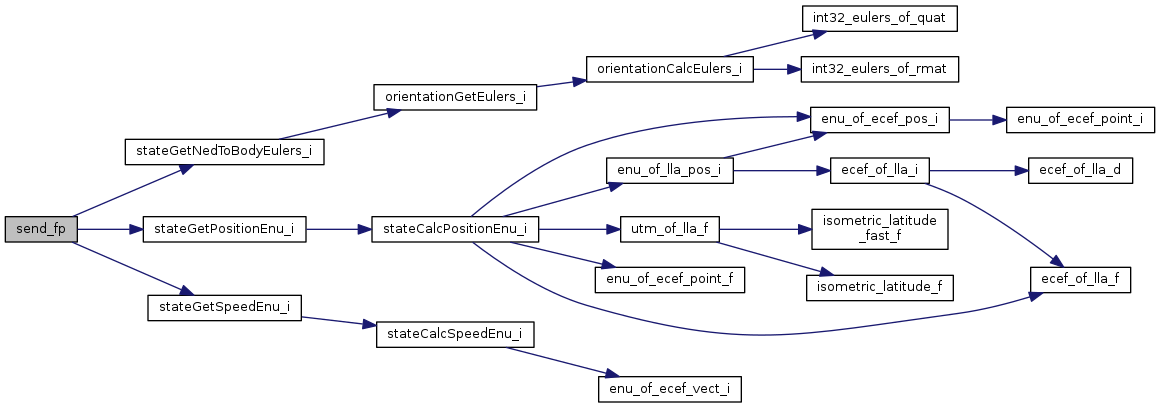 send_fp
stateGetNedToBodyEulers_i
orientationGetEulers_i
orientationCalcEulers_i
int32_eulers_of_quat
int32_eulers_of_rmat
stateGetPositionEnu_i
stateCalcPositionEnu_i
enu_of_ecef_pos_i
enu_of_ecef_point_i
enu_of_lla_pos_i
ecef_of_lla_i
ecef_of_lla_d
ecef_of_lla_f
utm_of_lla_f
isometric_latitude
_fast_f
isometric_latitude_f
enu_of_ecef_point_f
stateGetSpeedEnu_i
stateCalcSpeedEnu_i
enu_of_ecef_vect_i